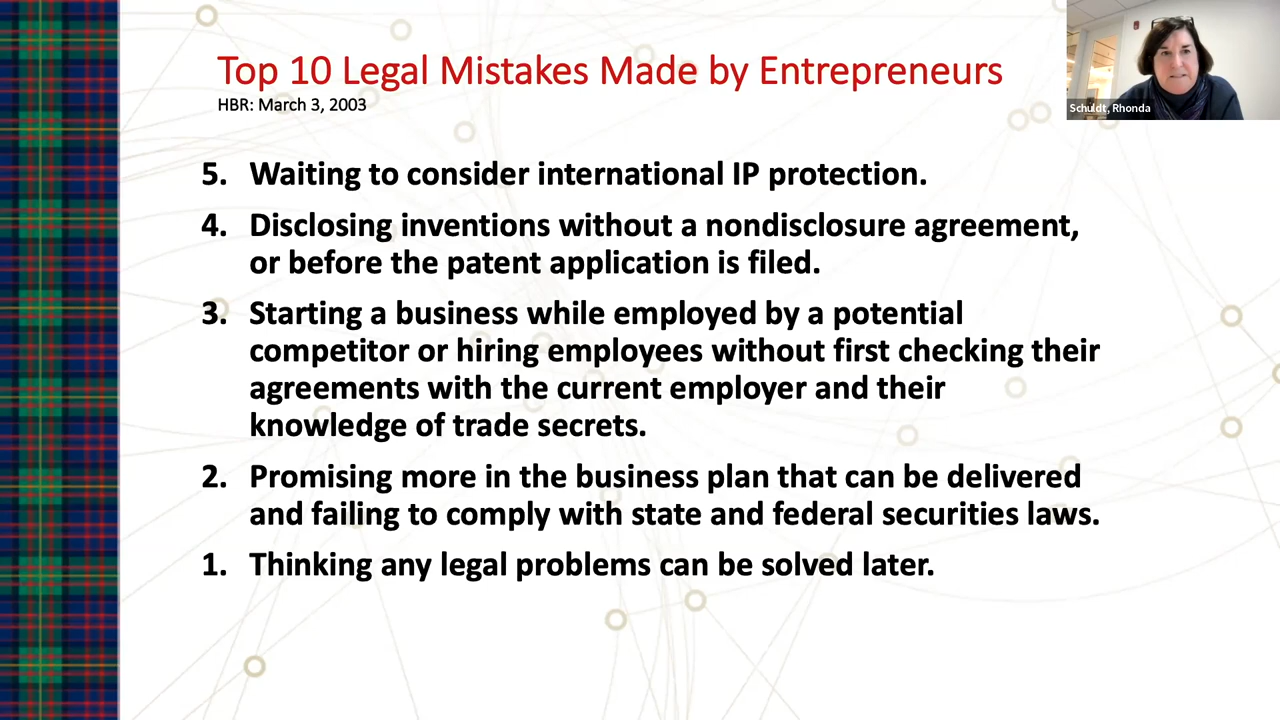 Top 10 Legal Mistakes Made by Entrepreneurs
HBR: March 3, 2003
Schuldt, Rhonda
5. Waiting to consider international IP protection.
4. Disclosing inventions without a nondisclosure agreement,
or before the patent application is filed.
3. Starting a business while employed by a potential
competitor or hiring employees without first checking their
agreements with the current employer and their
knowledge of trade secrets.
2. Promising more in the business plan that can be delivered
and failing to comply with state and federal securities laws.
1. Thinking any legal problems can be solved later.